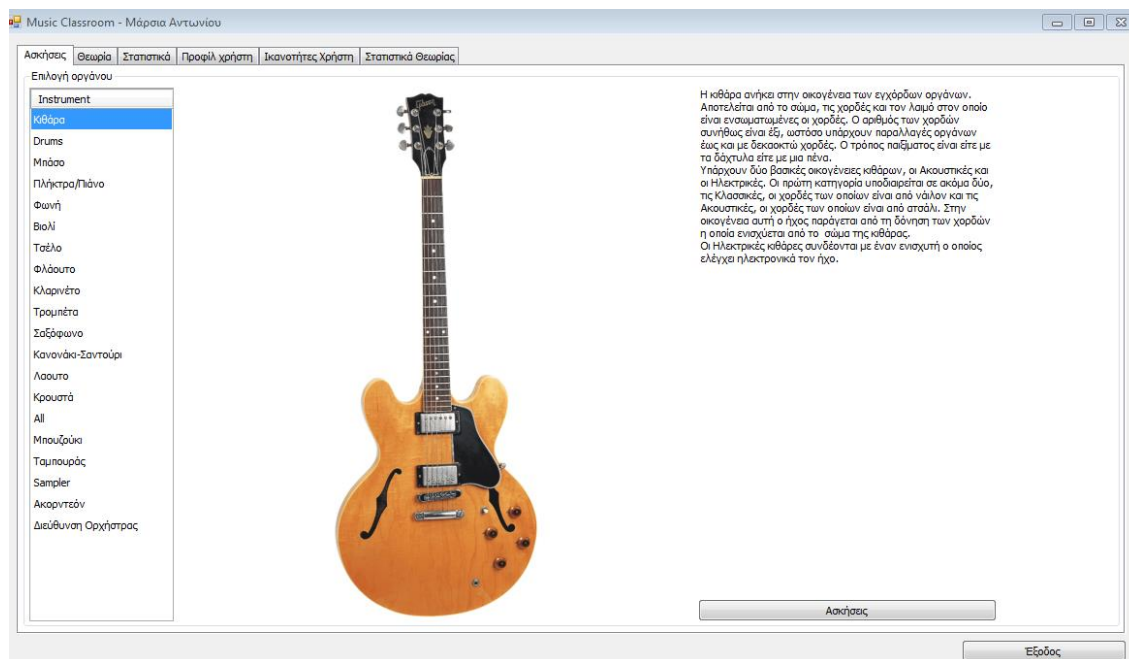 Music Classroom - Μάρσια Αντωνίου
Ασκήσεις Θεωρία Στατιστικά Προφίλ χρήστη Ικανοτήτες Χρήστη Στατιστικά Θεωρίας
Επιλογή οργάνου
Instrument
Κιθάρα
Drums
Μπάσο
Πλήκτρα/Πιάνο
Φωνή
Βιολί
Τσέλο
Φλάουτο
Κλαρινέτο
Τρομπέτα
Σαξόφωνο
Κανονάκι-Σαντούρι
Λαουτο
Κρουστά
All
Μπουζούκι
Ταμπουράς
Sampler
Ακορντεόν
Διεύθυνση Ορχήστρας
Gibson
Η κιθάρα ανήκει στην οικογένεια των εγχόρδων οργάνων.
Αποτελείται από το σώμα, τις χορδές και τον λαιμό στον οποίο
είναι ενσωματωμένες οι χορδές. Ο αριθμός των χορδών
συνήθως είναι έξι, ωστόσο υπάρχουν παραλλαγές οργάνων
έως και με δεκαοκτώ χορδές. Ο τρόπος παιξίματος είναι είτε με
τα δάχτυλα είτε με μια πένα.
Υπάρχουν δύο βασικές οικογένειες κιθάρων, οι Ακουστικές και
οι Ηλεκτρικές. Οι πρώτη κατηγορία υποδιαιρείται σε ακόμα δύο,
τις Κλασσικές, οι χορδές των οποίων είναι από νάιλον και τις
Ακουστικές, οι χορδές των οποίων είναι από ατσάλι. Στην
οικογένεια αυτή ο ήχος παράγεται από τη δόνηση των χορδών
η οποία ενισχύεται από το σώμα της κιθάρας.
Οι Ηλεκτρικές κιθάρες συνδέονται με έναν ενισχυτή ο οποίος
ελέγχει ηλεκτρονικά τον ήχο.
Ασκήσεις
Έξοδος